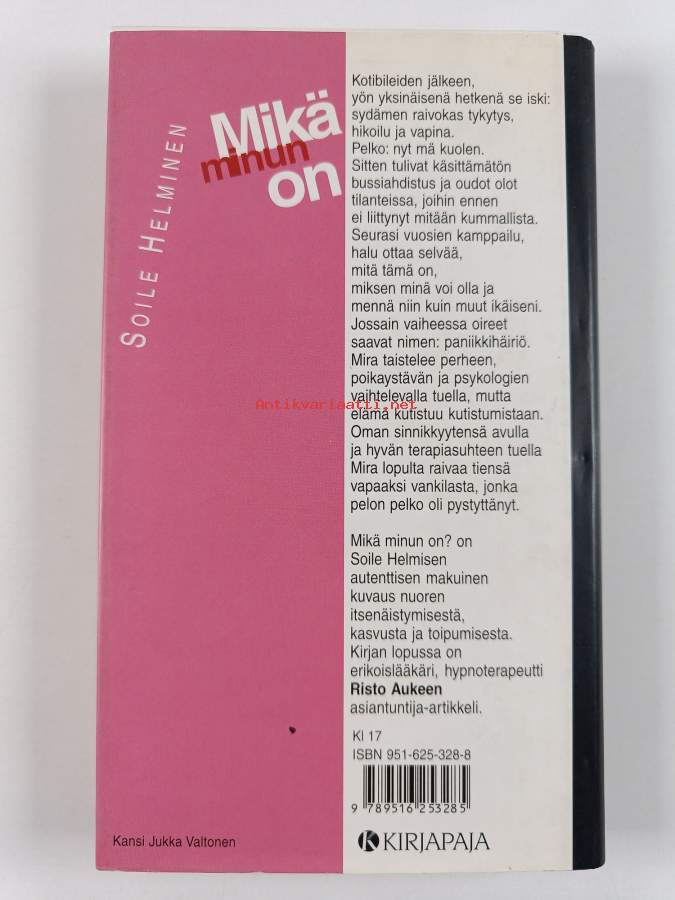 SOILE HELMINEN
Mikä
minun
on
Kotibileiden jälkeen,
yön yksinäisenä hetkenä se iski:
sydämen raivokas tykytys,
hikoilu ja vapina.
Pelko: nyt mä kuolen.
Sitten tulivat käsittämätön
bussiahdistus ja oudot olot
tilanteissa, joihin ennen
ei liittynyt mitään kummallista.
Seurasi vuosien kamppailu,
halu ottaa selvää,
mitä tämä on,
miksen minä voi olla ja
mennä niin kuin muut ikäiseni.
Jossain vaiheessa oireet
saavat nimen: paniikkihäiriö.
Mira taistelee perheen,
poikaystävän ja psykologien
vaihtelevalla tuella, mutta
elämä kutistuu kutistumistaan.
Oman sinnikkyytensä avulla
ja hyvän terapiasuhteen tuella
Mira lopulta raivaa tiensä
vapaaksi vankilasta, jonka
pelon pelko oli pystyttänyt.
Mikä minun on? on
Soile Helmisen
autenttisen makuinen
kuvaus nuoren
itsenäistymisestä,
kasvusta ja toipumisesta.
Kirjan lopussa on
erikoislääkäri, hypnoterapeutti
Risto Aukeen
asiantuntija-artikkeli.
Kl 17
ISBN 951-625-328-8
9 789516 253285
KIRJAPAJA
Kansi Jukka Valtonen
Antikvariaatti.net